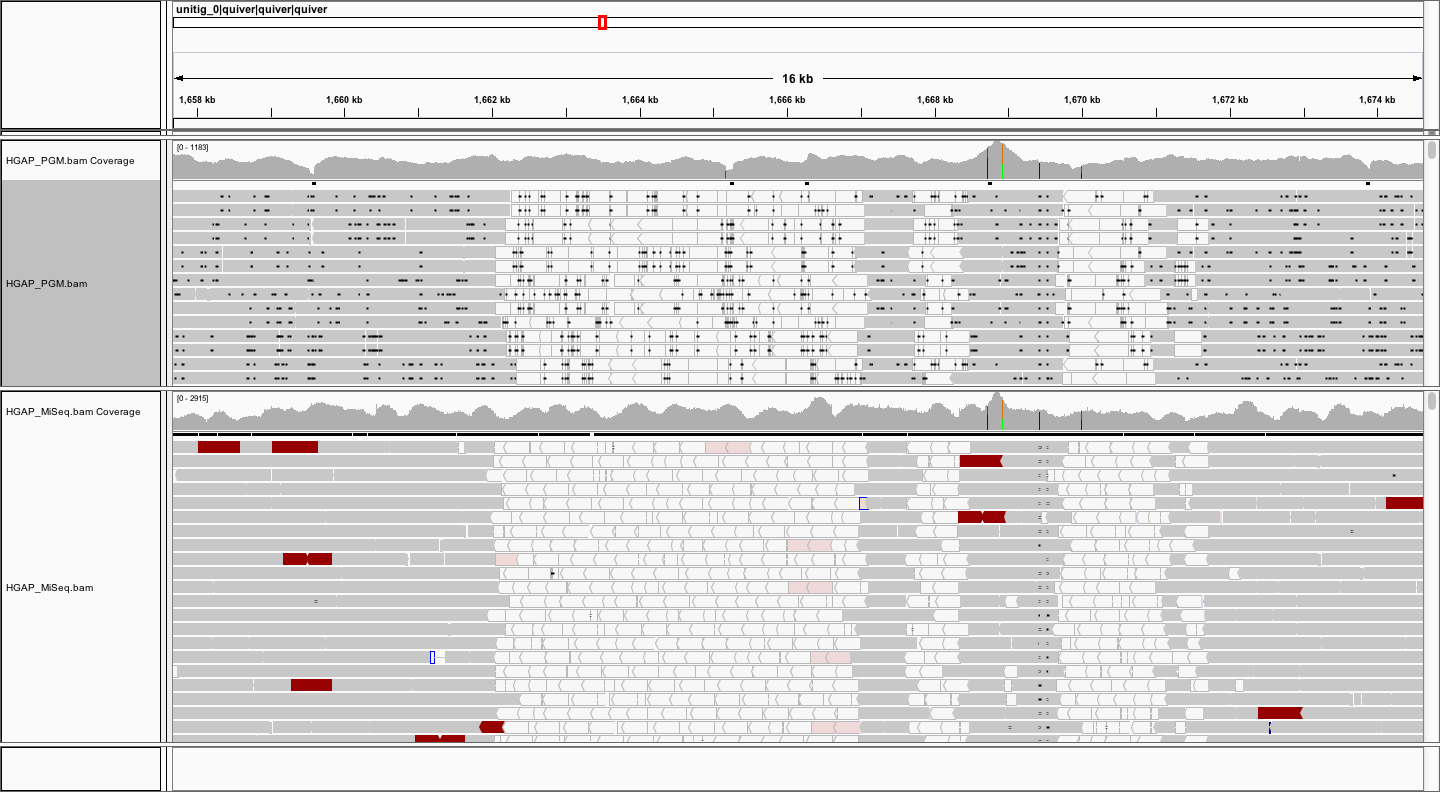 unitig_0|quiver|quiver|quiver
16 kb
1,658 kb 1,660 kb 1,662 kb 1,664 kb 1,666 kb 1,668 kb 1,670 kb 1,672 kb 1,674 kb
HGAP_PGM.bam Coverage
[0 - 1183]
HGAP_PGM.bam
HGAP_MiSeq.bam Coverage
[0 - 2915]
HGAP_MiSeq.bam